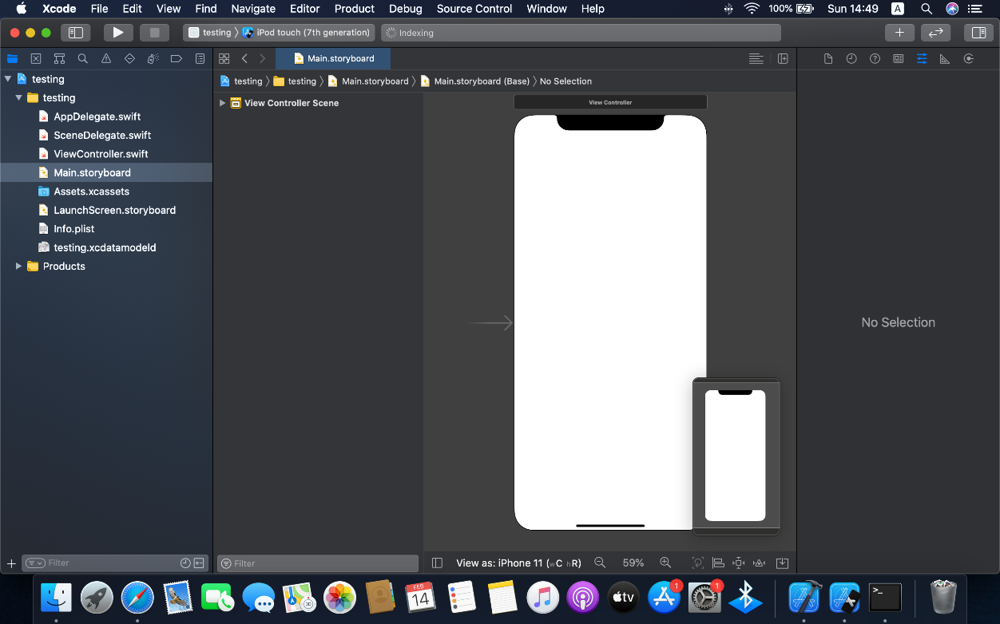 Xcode File Edit View Find Navigate Editor Product Debug Source Control Window Help 100% Sun 14:49 A
testing iPod touch (7th generation) Indexing
Main.storyboard
testing
testing testing Main.storyboard Main.storyboard (Base) No Selection
testing
View Controller Scene
View Controller
AppDelegate.swift
SceneDelegate.swift
ViewController.swift
Main.storyboard
Assets.xcassets
LaunchScreen.storyboard
Info.plist
testing.xcdatamodeld
Products
No Selection
Filter
Filter
View as: iPhone 11 (wC hR) 59%
FEB
14
3D
tv
1
1
>_